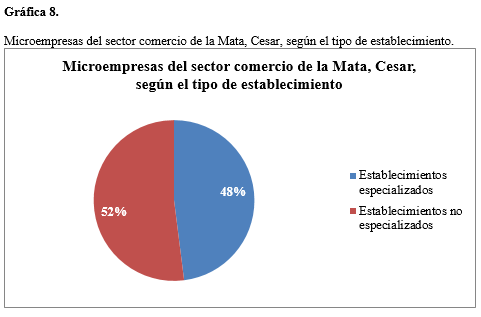 Gráfica 8.
Microempresas del sector comercio de la Mata, Cesar, según el tipo de establecimiento.
Microempresas del sector comercio de la Mata, Cesar,
según el tipo de establecimiento
48%
52%
Establecimientos
especializados
Establecimientos no
especializados